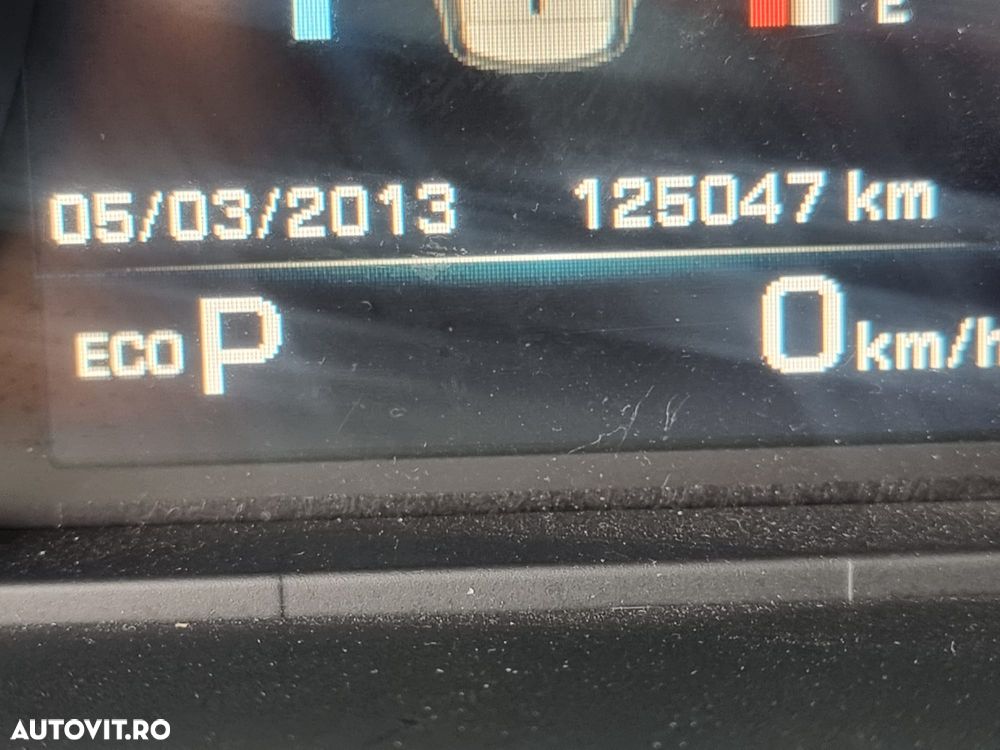 E
05/03/2013 125047 km
ECO P 0 km/h
AUTOVIT.RO